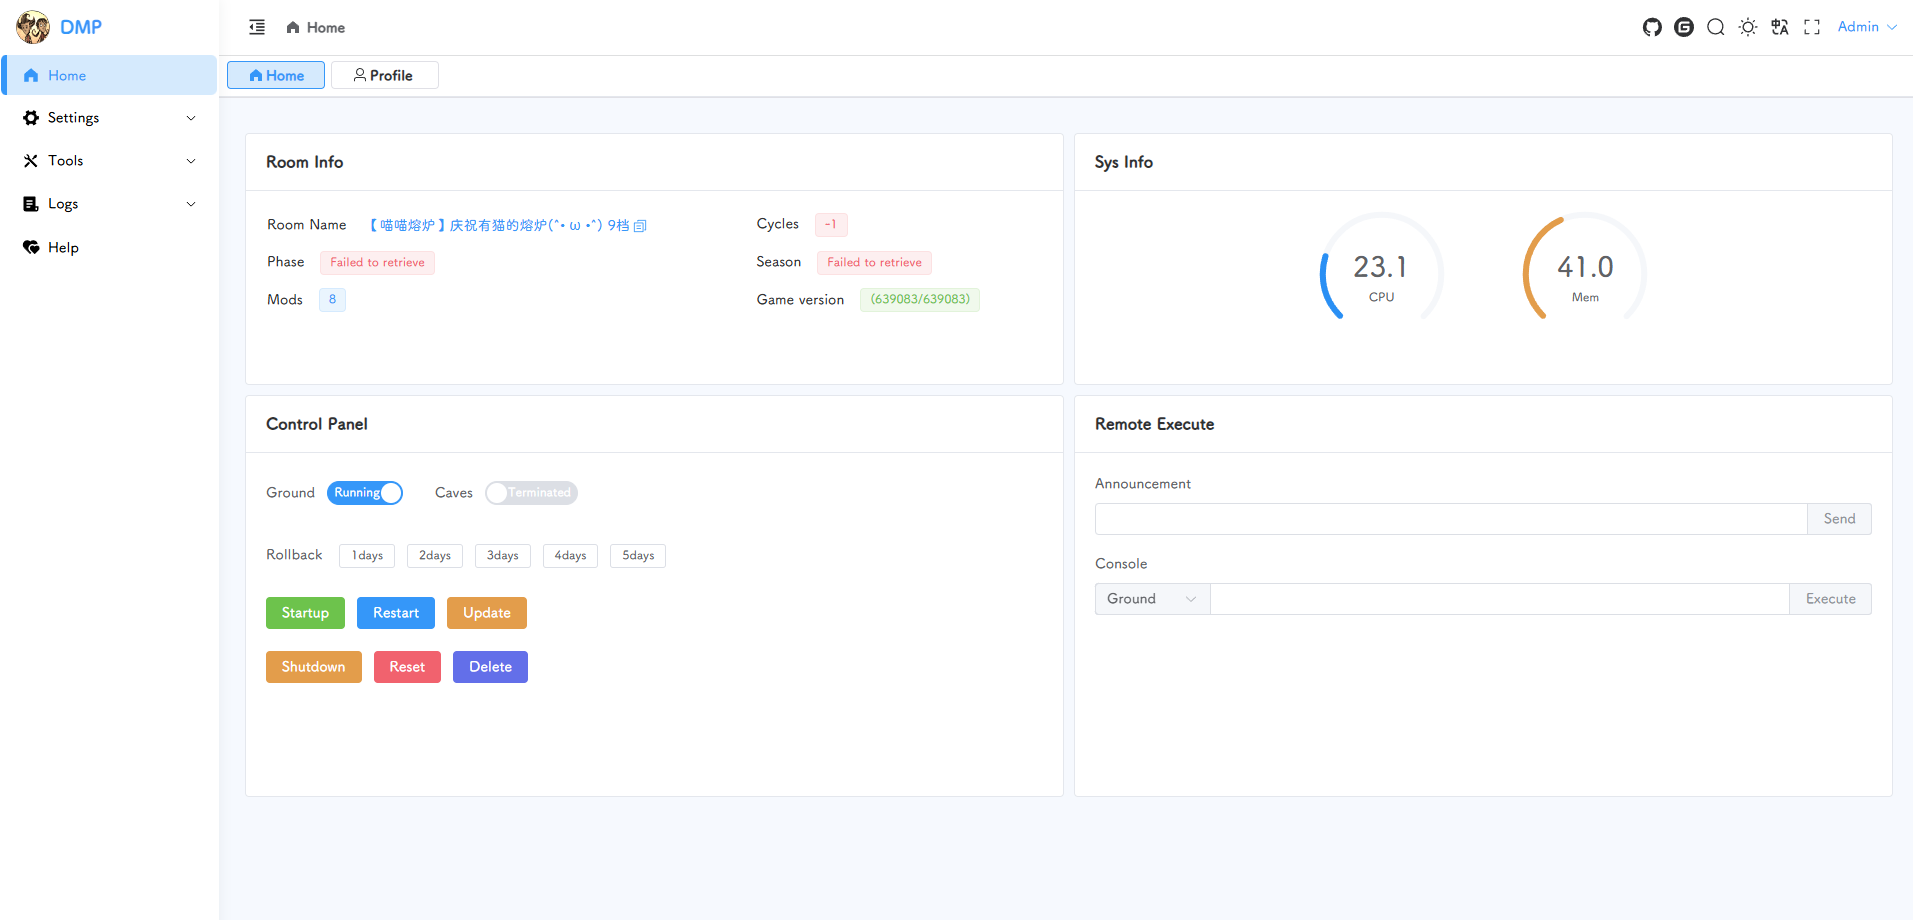 DMP
Home
Admin
Home
Settings
Tools
Logs
Help
Home
Profile
Room Info
Room Name 【喵喵熔炉】庆祝有猫的熔炉(^•ω•^) 9档
Cycles -1
Phase Failed to retrieve
Season Failed to retrieve
Mods 8
Game version (639083/639083)
Sys Info
23.1
CPU
41.0
Mem
Control Panel
Ground Running
Caves Terminated
Rollback 1days 2days 3days 4days 5days
Startup Restart Update
Shutdown Reset Delete
Remote Execute
Announcement
Send
Console
Ground
Execute